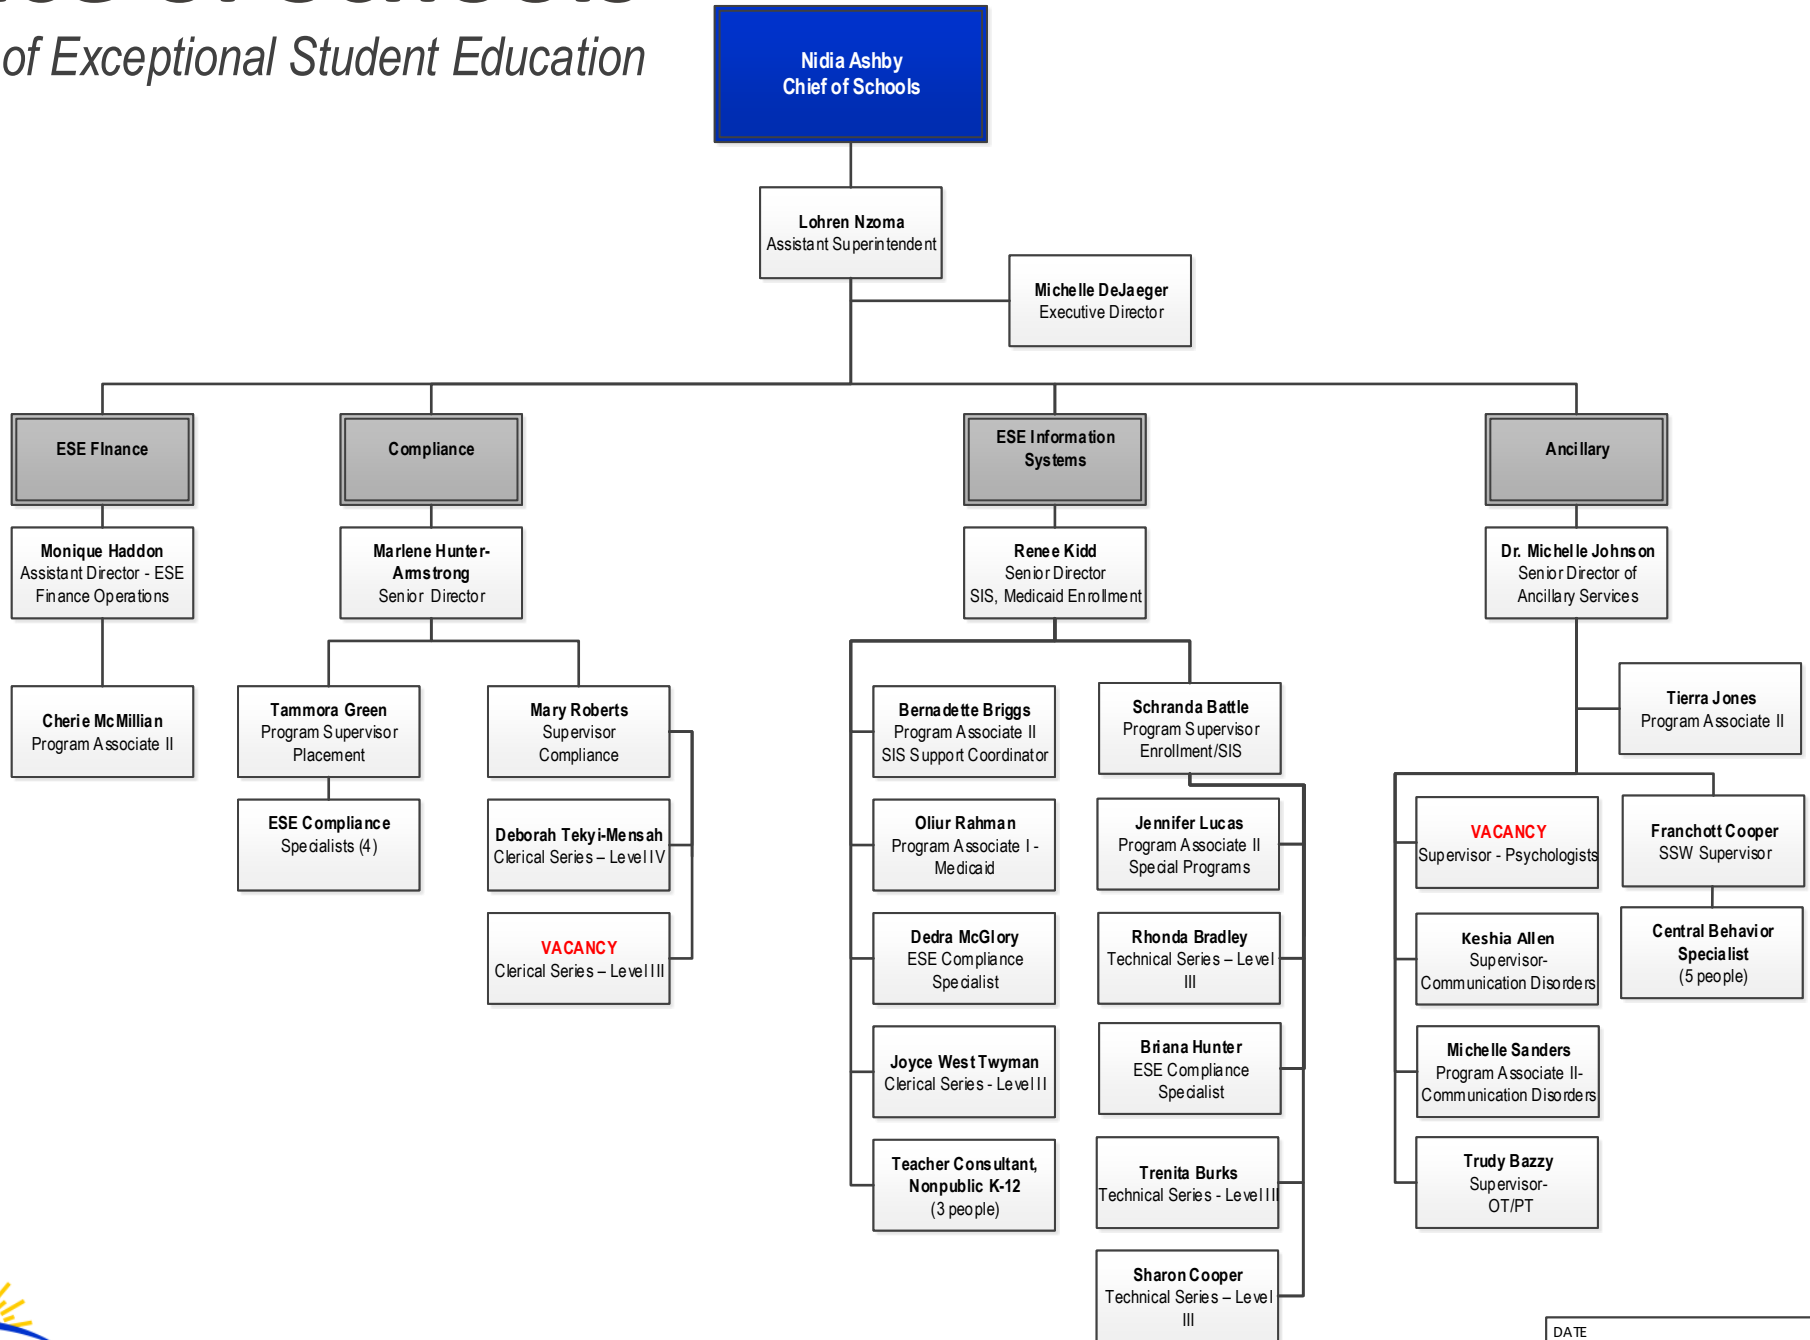 of Exceptional Student Education
Nidia Ashby
Chief of Schools
Lohren Nzoma
Assistant Superintendent
Michelle DeJaeger
Executive Director
ESE FInance
Compliance
ESE Information
Systems
Ancillary
Monique Haddon
Assistant Director - ESE
Finance Operations
Marlene Hunter-
Armstrong
Senior Director
Renee Kidd
Senior Director
SIS, Medicaid Enrollment
Dr. Michelle Johnson
Senior Director of
Ancillary Services
Cherie McMillian
Program Associate II
Tammora Green
Program Supervisor
Placement
Mary Roberts
Supervisor
Compliance
Bernadette Briggs
Program Associate II
SIS Support Coordinator
Schranda Battle
Program Supervisor
Enrollment/SIS
Tierra Jones
Program Associate II
ESE Compliance
Specialists (4)
Deborah Tekyi-Mensah
Clerical Series – Level IV
Oliur Rahman
Program Associate I -
Medicaid
Jennifer Lucas
Program Associate II
Special Programs
VACANCY
Supervisor - Psychologists
Franchott Cooper
SSW Supervisor
VACANCY
Clerical Series – Level III
Dedra McGlory
ESE Compliance
Specialist
Rhonda Bradley
Technical Series – Level
III
Keshia Allen
Supervisor-
Communication Disorders
Central Behavior
Specialist
(5 people)
Joyce West Twyman
Clerical Series - Level II
Briana Hunter
ESE Compliance
Specialist
Michelle Sanders
Program Associate II-
Communication Disorders
Teacher Consultant,
Nonpublic K-12
(3 people)
Trenita Burks
Technical Series - Level III
Trudy Bazzy
Supervisor-
OT/PT
Sharon Cooper
Technical Series – Level
III
DATE